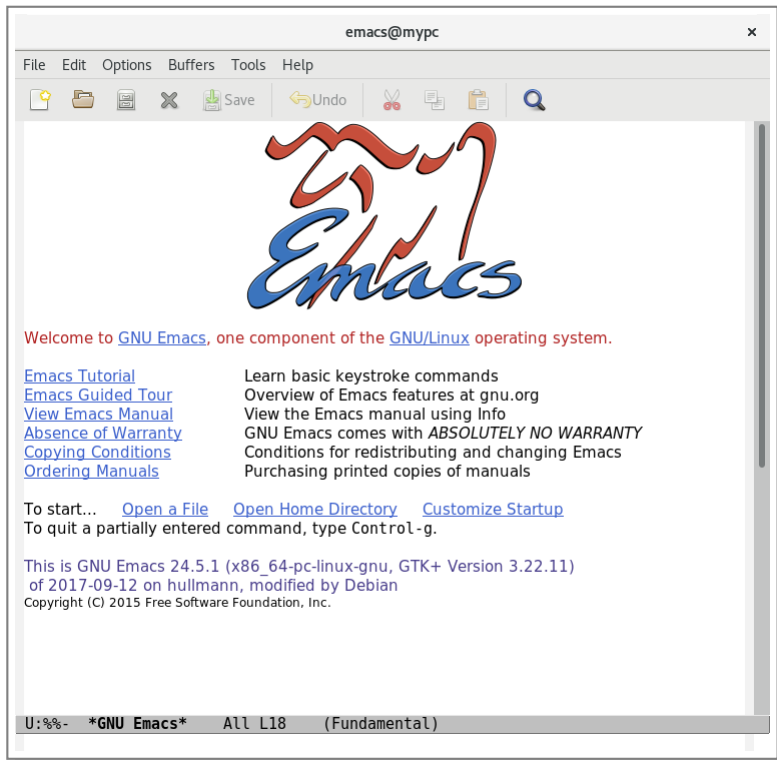 emacs@mypc ×
File Edit Options Buffers Tools Help
Save Undo
Emacs
Welcome to GNU Emacs, one component of the GNU/Linux operating system.
Emacs Tutorial Learn basic keystroke commands
Emacs Guided Tour Overview of Emacs features at gnu.org
View Emacs Manual View the Emacs manual using Info
Absence of Warranty GNU Emacs comes with ABSOLUTELY NO WARRANTY
Copying Conditions Conditions for redistributing and changing Emacs
Ordering Manuals Purchasing printed copies of manuals
To start... Open a File Open Home Directory Customize Startup
To quit a partially entered command, type Control-g.
This is GNU Emacs 24.5.1 (x86_64-pc-linux-gnu, GTK+ Version 3.22.11)
of 2017-09-12 on hullmann, modified by Debian
Copyright (C) 2015 Free Software Foundation, Inc.
U:%%- *GNU Emacs* All L18 (Fundamental)